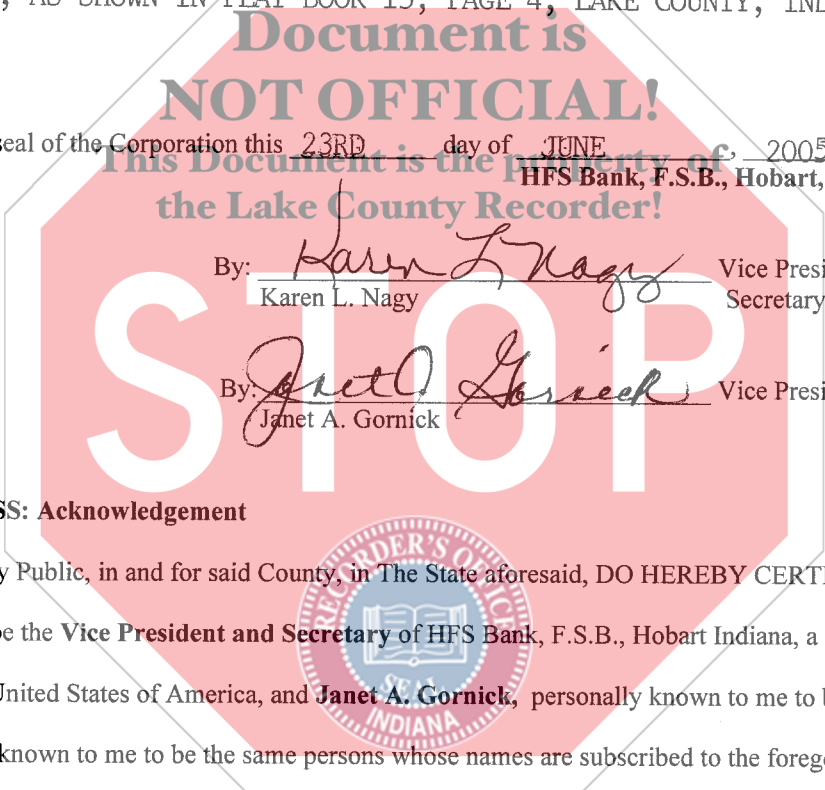 , AS SHOWN IN PLAT BOOK 15, PAGE 4, LAKE COUNTY, IND
Document is
NOT OFFICIAL!
seal of the Corporation this 23RD day of JUNE, 2005
This Document is the property of
HFS Bank, F.S.B., Hobart,
the Lake County Recorder!
By: Karen L Nagy Vice Presi
Karen L. Nagy Secretary
STOP
By: Janet A Gornick Vice Presi
Janet A. Gornick
SS: Acknowledgement
y Public, in and for said County, in The State aforesaid, DO HEREBY CERTI
be the Vice President and Secretary of HFS Bank, F.S.B., Hobart Indiana, a
United States of America, and Janet A. Gornick, personally known to me to b
known to me to be the same persons whose names are subscribed to the forego
RECORDER'S OFFICE
SEAL
INDIANA